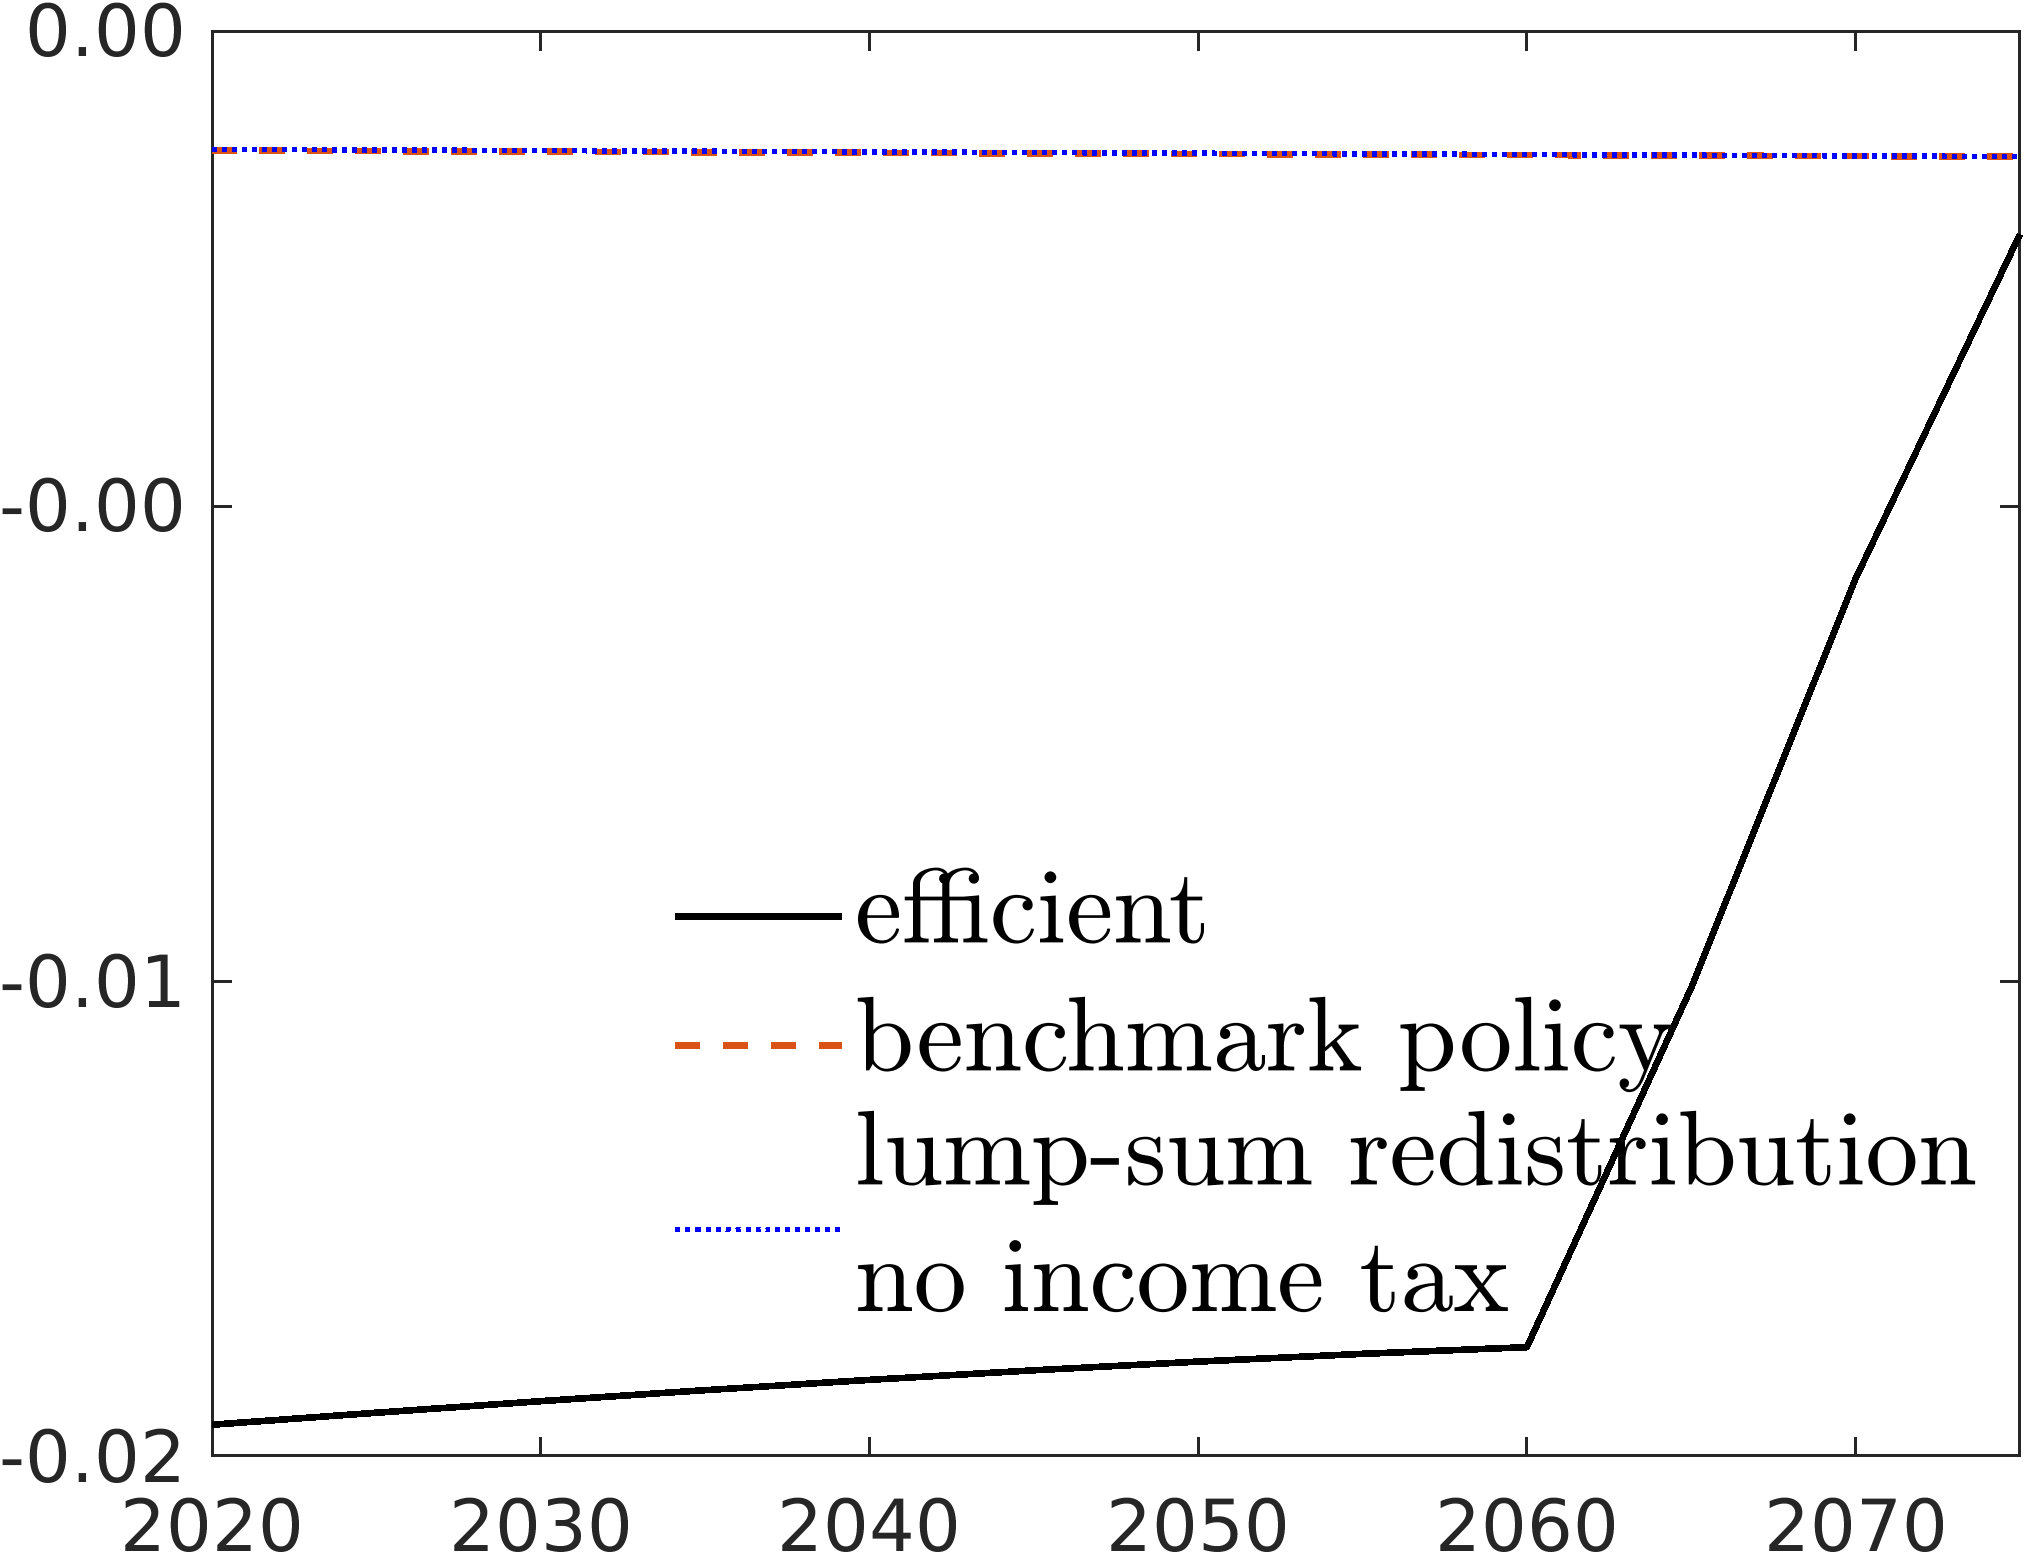 0.00
-0.00
-0.01
-0.02
efficient
benchmark policy
lump-sum redistribution
no income tax
2020 2030 2040 2050 2060 2070